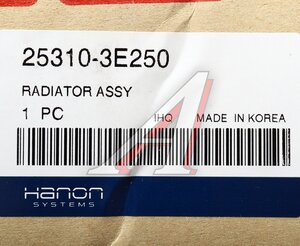 25310-3E250
RADIATOR ASSY
1 PC IHQ MADE IN KOREA
Hanon
SYSTEMS